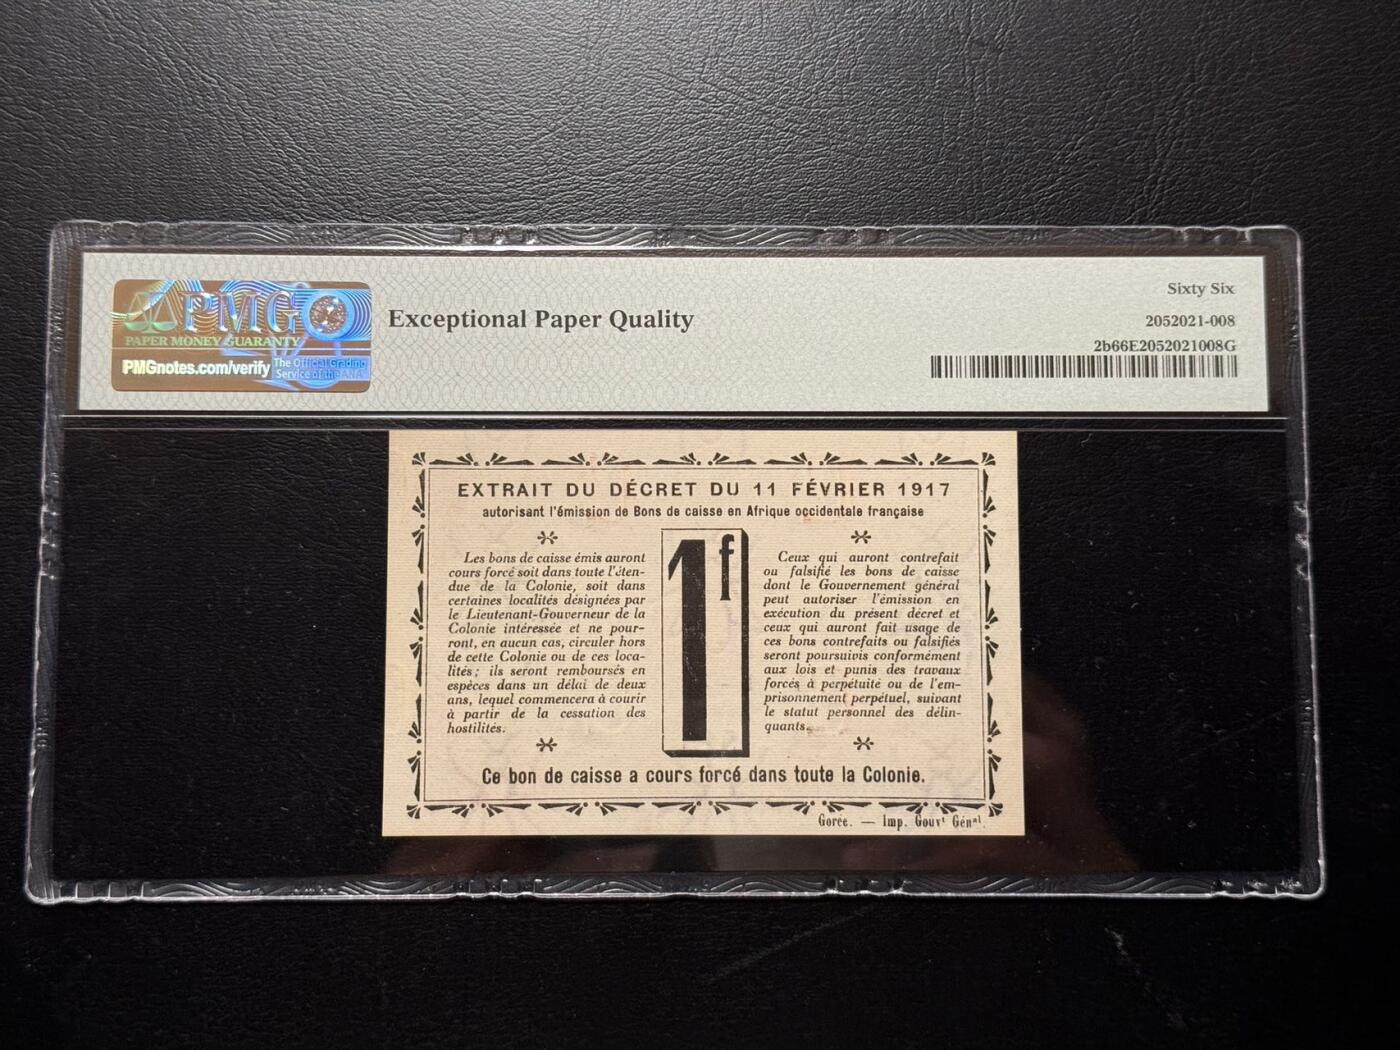 PMG
PAPER MONEY GUARANTY
PMGnotes.com/verify
The Official Grading
Service of the ANA
Exceptional Paper Quality
Sixty Six
2052021-008
2b66E2052021008G
EXTRAIT DU DÉCRET DU 11 FÉVRIER 1917
autorisant l'émission de Bons de caisse en Afrique occidentale française
Les bons de caisse émis auront
cours forcé soit dans toute l'éten-
due de la Colonie, soit dans
certaines localités désignées par
le Lieutenant-Gouverneur de la
Colonie intéressée et ne pour-
ront, en aucun cas, circuler hors
de cette Colonie ou de ces loca-
lités; ils seront remboursés en
espèces dans un délai de deux
ans, lequel commencera à courir
à partir de la cessation des
hostilités.
1f
Ceux qui auront contrefait
ou falsifié les bons de caisse
dont le Gouvernement général
peut autoriser l'émission en
exécution du présent décret et
ceux qui auront fait usage de
ces bons contrefaits ou falsifiés
seront poursuivis conformément
aux lois et punis des travaux
forcés à perpétuité ou de l'em-
prisonnement perpétuel, suivant
le statut personnel des délin-
quants.
Ce bon de caisse a cours forcé dans toute la Colonie.
Gorée. — Imp. Gouvt Génal.